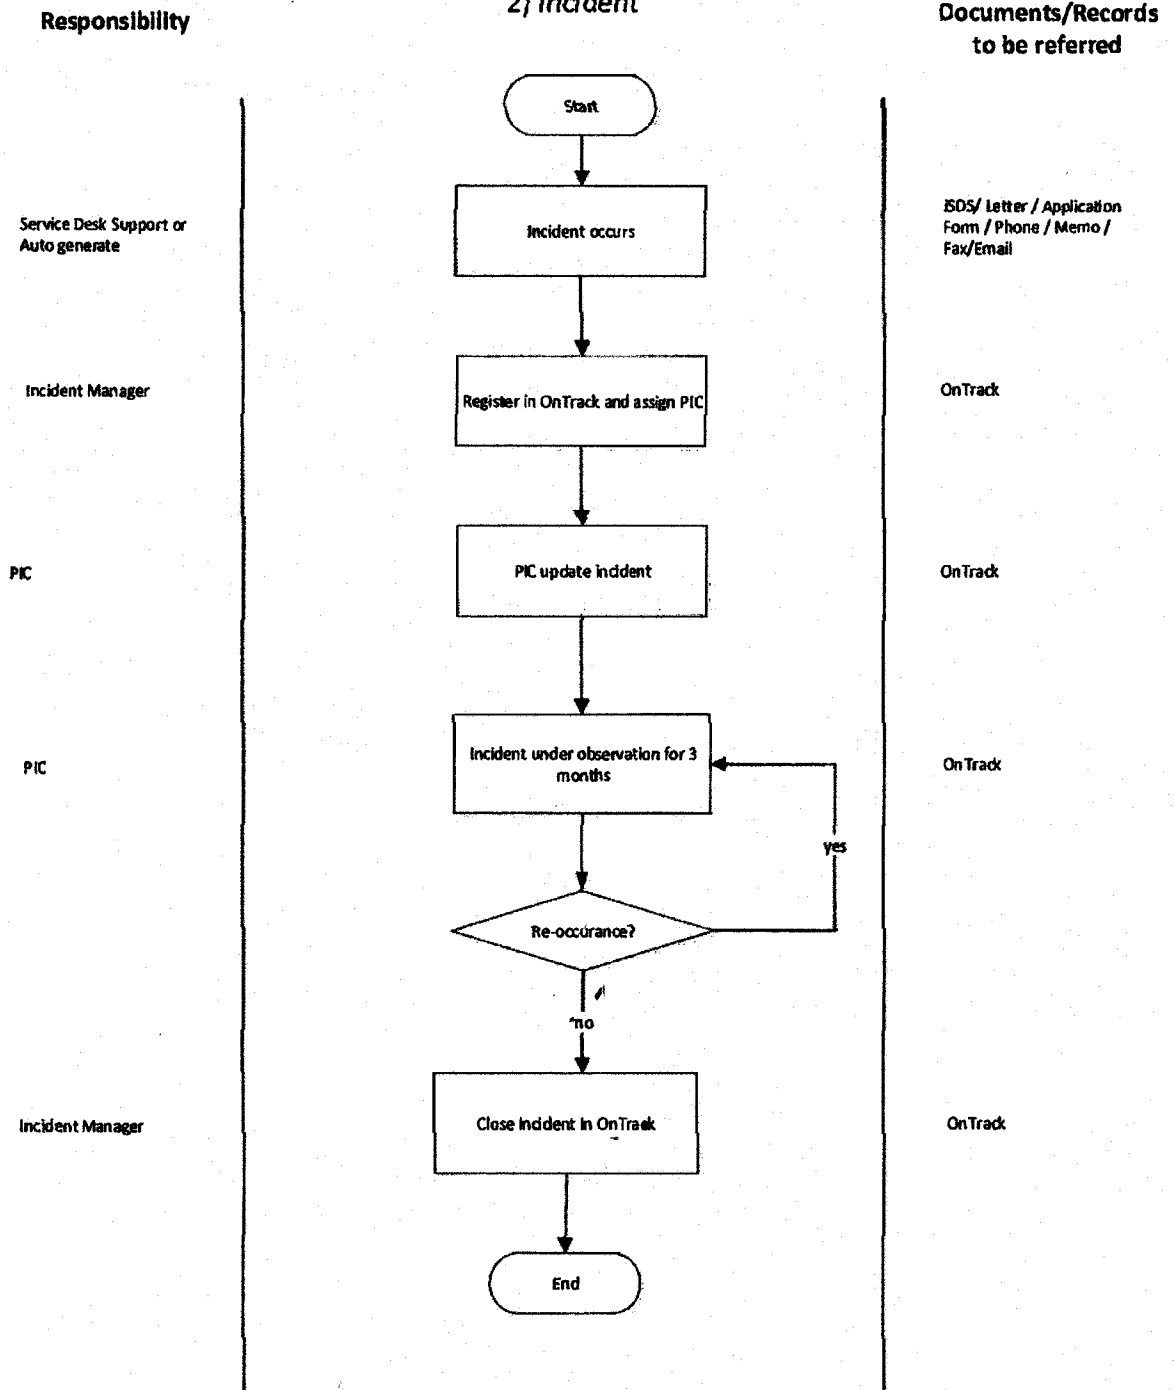 2) Incident
Responsibility
Documents/Records
to be referred
Start
Service Desk Support or
Auto generate
Incident occurs
ISDS/ Letter / Application
Form / Phone / Memo /
Fax/Email
Incident Manager
Register in OnTrack and assign PIC
OnTrack
PIC
PIC update incident
OnTrack
PIC
Incident under observation for 3
months
OnTrack
yes
Re-occurance?
no
Incident Manager
Close Incident in OnTrack
OnTrack
End